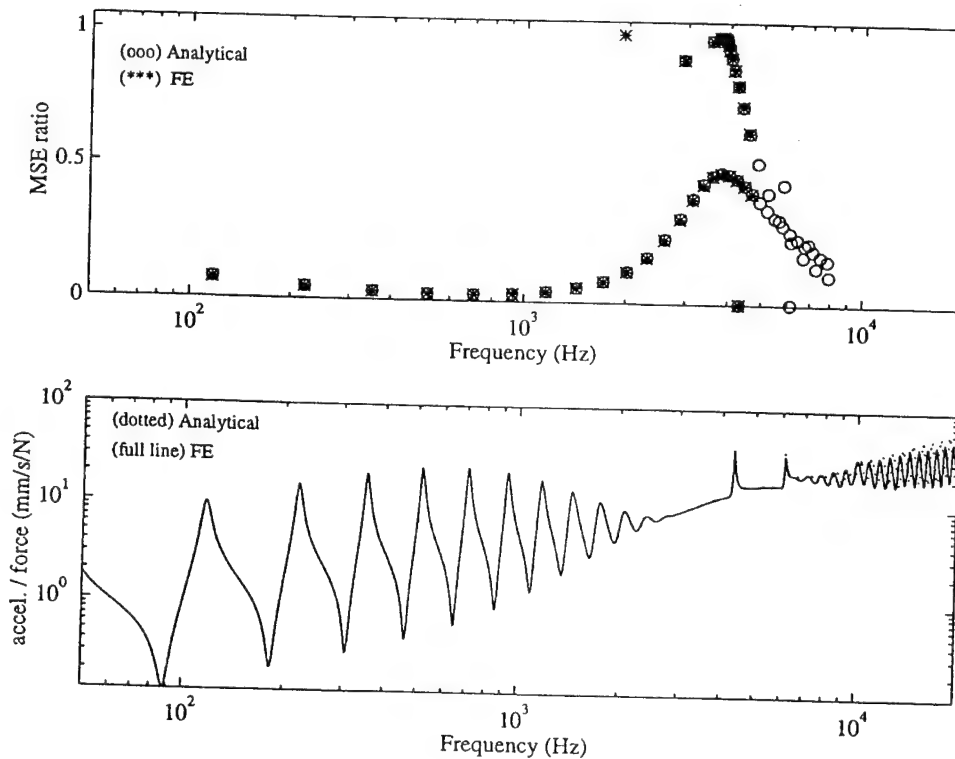 1
(ooo) Analytical
(***) FE
MSE ratio
0.5
0
10^2
10^3
10^4
Frequency (Hz)
10^2
(dotted) Analytical
(full line) FE
accel. / force (mm/s/N)
10^1
10^0
10^2
10^3
10^4
Frequency (Hz)